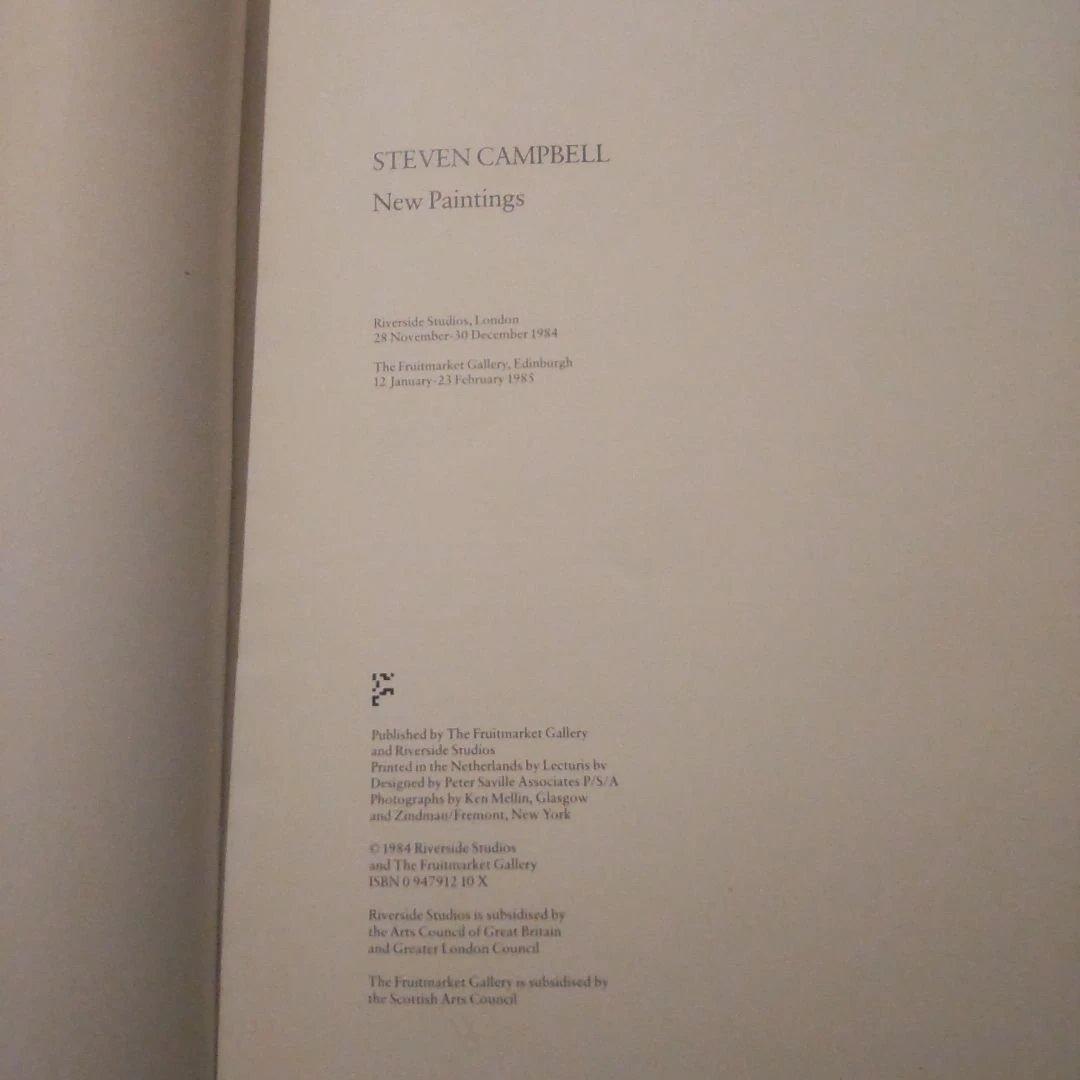 STEVEN CAMPBELL
New Paintings
Riverside Studios, London
28 November-30 December 1984
The Fruitmarket Gallery, Edinburgh
12 January-23 February 1985
Published by The Fruitmarket Gallery
and Riverside Studios
Printed in the Netherlands by Lecturis bv
Designed by Peter Saville Associates P/S/A
Photographs by Ken Mellin, Glasgow
and Zindman/Fremont, New York
© 1984 Riverside Studios
and The Fruitmarket Gallery
ISBN 0 947912 10 X
Riverside Studios is subsidised by
the Arts Council of Great Britain
and Greater London Council
The Fruitmarket Gallery is subsidised by
the Scottish Arts Council